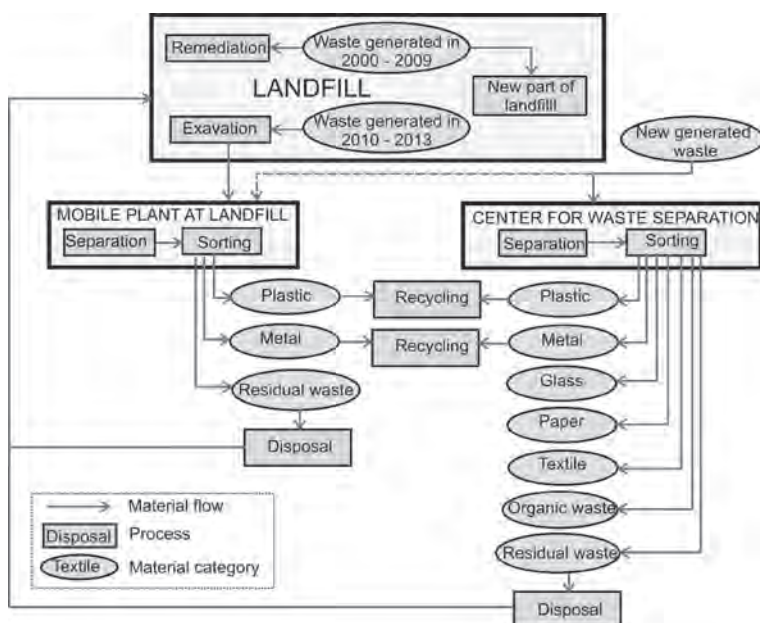 Remediation
Waste generated in
2000 - 2009
LANDFILL
New part of
landfilll
Exavation
Waste generated in
2010 - 2013
New generated
waste
MOBILE PLANT AT LANDFILL
Separation
Sorting
CENTER FOR WASTE SEPARATION
Separation
Sorting
Plastic
Recycling
Plastic
Metal
Recycling
Metal
Residual waste
Glass
Paper
Disposal
Textile
Organic waste
Residual waste
Disposal
Material flow
Disposal
Process
Textile
Material category